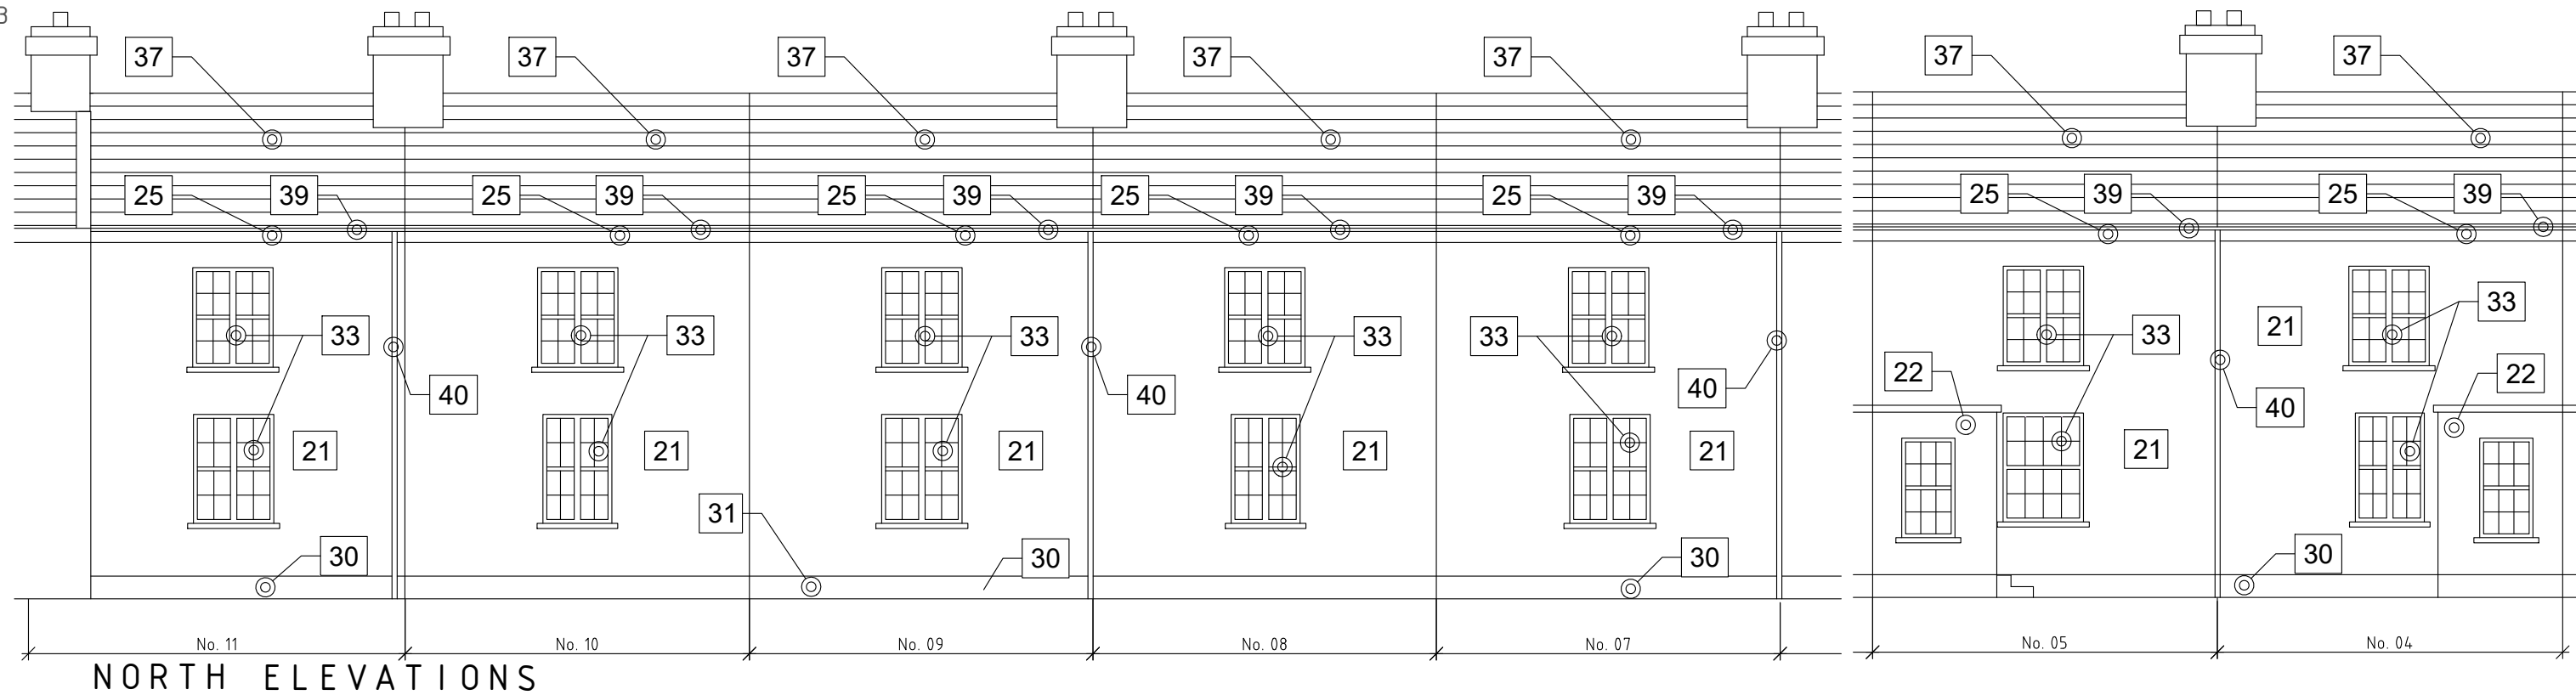 37 37 37 37 37 37 37
25 39 25 39 25 39 25 39 25 39 25 39 25 39
33 33 33 33 33 33 21 33
40 40 40 22 40 22
21 21 21 21 21 21
31
30 30 30 30
No. 11 No. 10 No. 09 No. 08 No. 07 No. 05 No. 04
NORTH ELEVATIONS